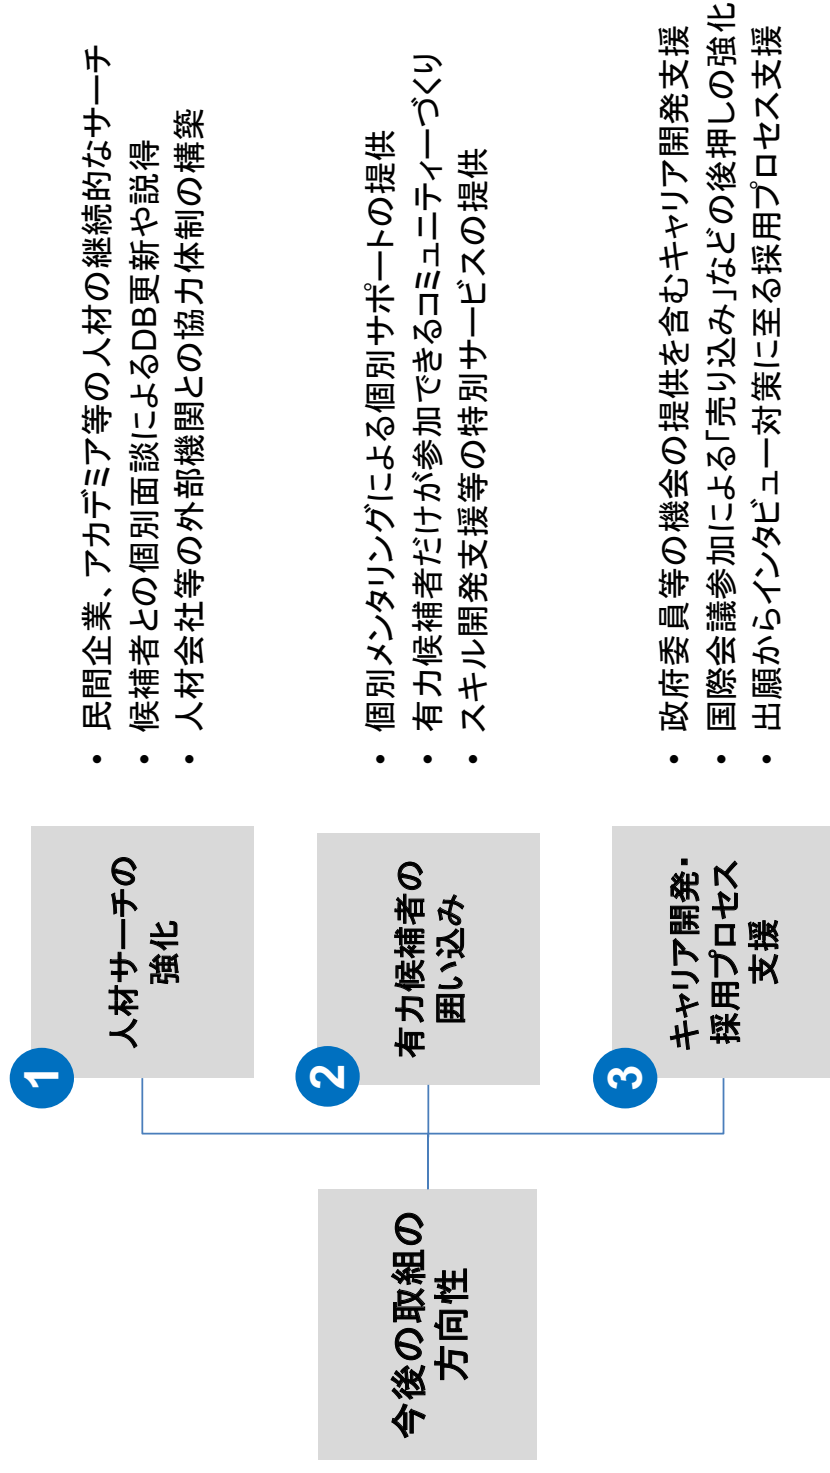 今後の取組の
方向性
1
人材サーチの
強化
・ 民間企業、アカデミア等の人材の継続的なサーチ
・ 候補者との個別面談によるDB更新や説得
・ 人材会社等の外部機関との協力体制の構築
2
有力候補者の
囲い込み
・ 個別メンタリングによる個別サポートの提供
・ 有力候補者だけが参加できるコミュニティーづくり
・ スキル開発支援等の特別サービスの提供
3
キャリア開発・
採用プロセス
支援
・ 政府委員等の機会の提供を含むキャリア開発支援
・ 国際会議参加による「売り込み」などの後押しの強化
・ 出願からインタビュー対策に至る採用プロセス支援